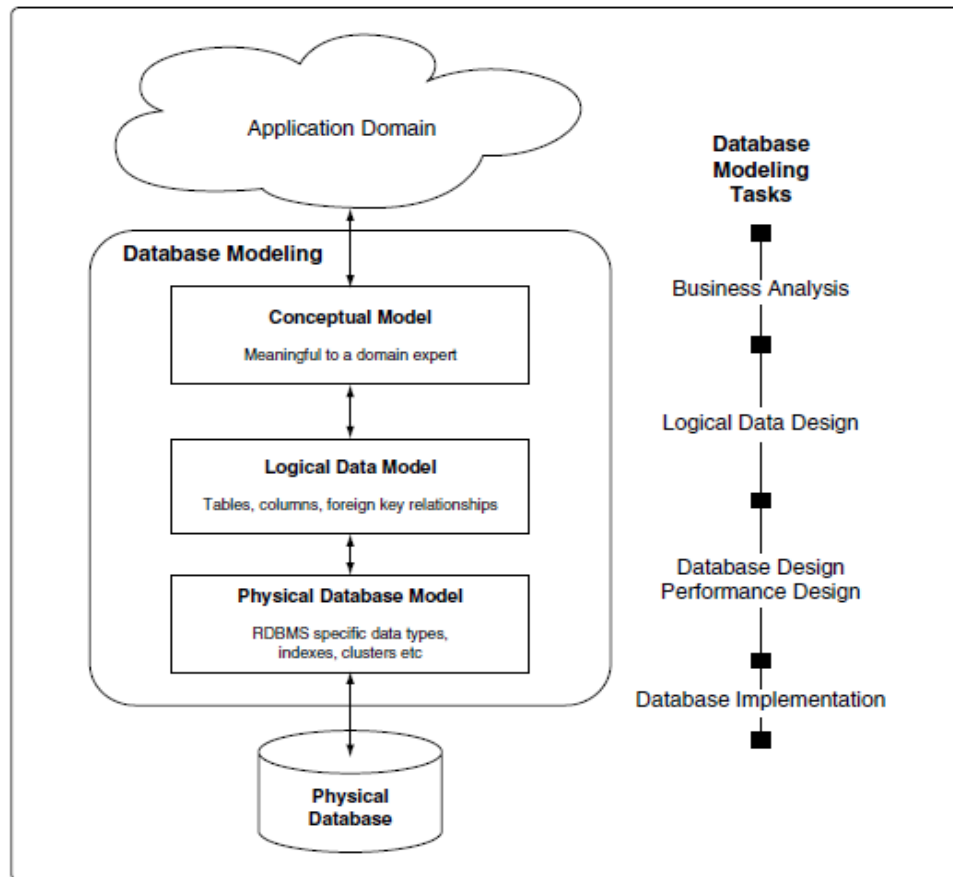 Application Domain
Database Modeling
Conceptual Model
Meaningful to a domain expert
Logical Data Model
Tables, columns, foreign key relationships
Physical Database Model
RDBMS specific data types,
indexes, clusters etc
Physical
Database
Database
Modeling
Tasks
Business Analysis
Logical Data Design
Database Design
Performance Design
Database Implementation